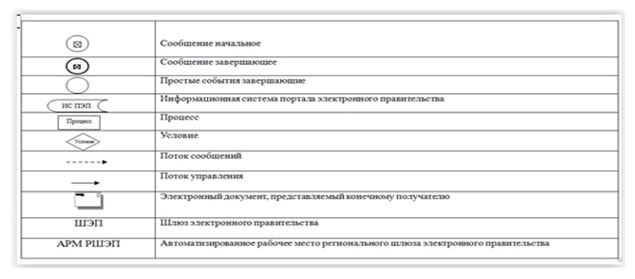 Сообщение начальное
Сообщение завершающее
Простые события завершающие
ИС ПЭП
Информационная система портала электронного правительства
Процесс
Процесс
Условие
Условие
Поток сообщений
Поток управления
Электронный документ, представляемый конечному получателю
ШЭП
Шлюз электронного правительства
АРМ РШЭП
Автоматизированное рабочее место регионального шлюза электронного правительства